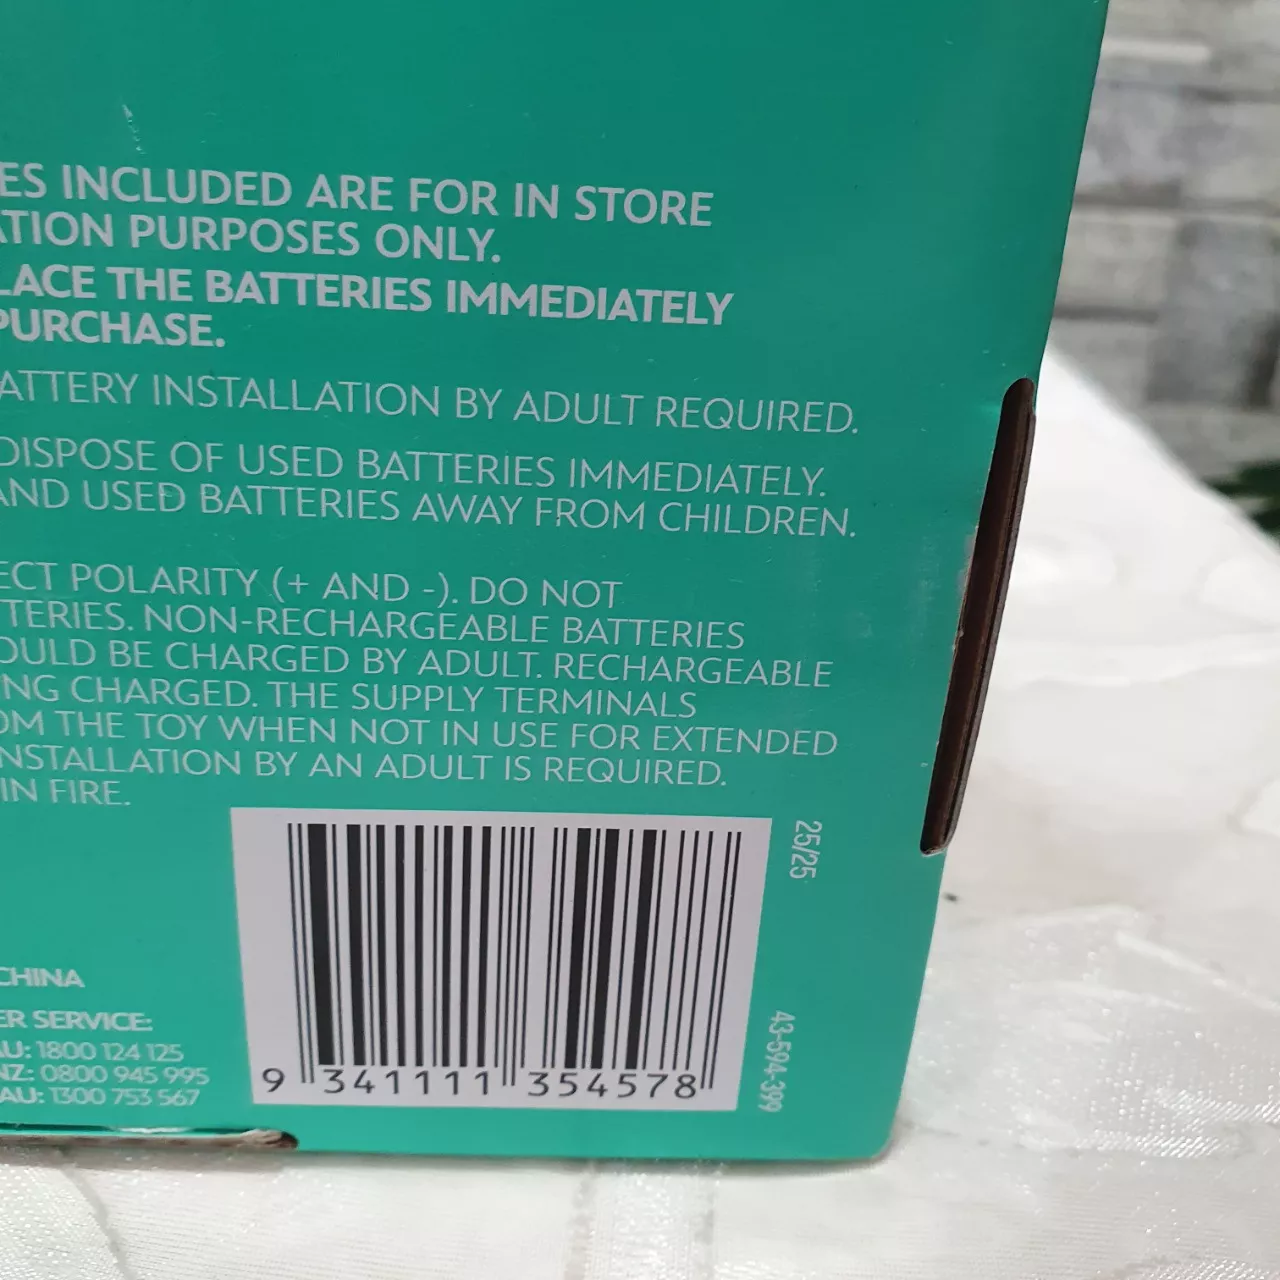 ES INCLUDED ARE FOR IN STORE
ATION PURPOSES ONLY.
LACE THE BATTERIES IMMEDIATELY
PURCHASE.
ATTERY INSTALLATION BY ADULT REQUIRED.
DISPOSE OF USED BATTERIES IMMEDIATELY.
AND USED BATTERIES AWAY FROM CHILDREN.
ECT POLARITY (+ AND -). DO NOT
TERIES. NON-RECHARGEABLE BATTERIES
OULD BE CHARGED BY ADULT. RECHARGEABLE
NG CHARGED. THE SUPPLY TERMINALS
OM THE TOY WHEN NOT IN USE FOR EXTENDED
NSTALLATION BY AN ADULT IS REQUIRED.
IN FIRE.
25/25
CHINA
ER SERVICE:
AU: 1800 124 125
NZ: 0800 945 995
AU: 1300 753 567
9 341111 354578
43-594-399